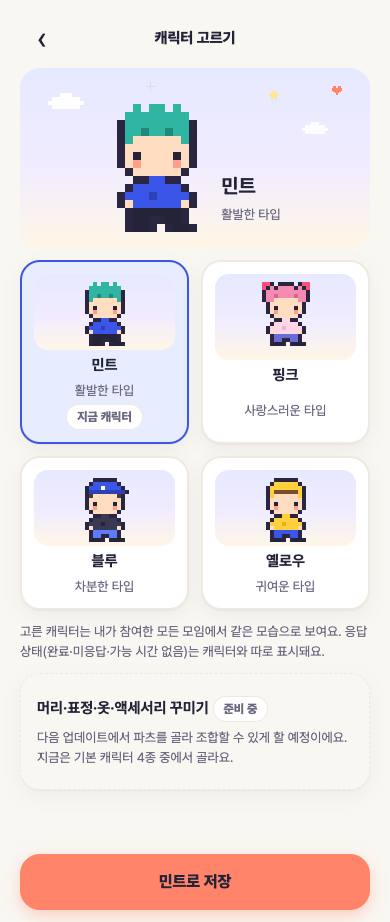 캐릭터 고르기
민트
활발한 타입
민트
활발한 타입
지금 캐릭터
핑크
사랑스러운 타입
블루
차분한 타입
옐로우
귀여운 타입
고른 캐릭터는 내가 참여한 모든 모임에서 같은 모습으로 보여요. 응답
상태(완료·미응답·가능 시간 없음)는 캐릭터와 따로 표시돼요.
머리·표정·옷·액세서리 꾸미기 준비 중
다음 업데이트에서 파츠를 골라 조합할 수 있게 할 예정이에요.
지금은 기본 캐릭터 4종 중에서 골라요.
민트로 저장